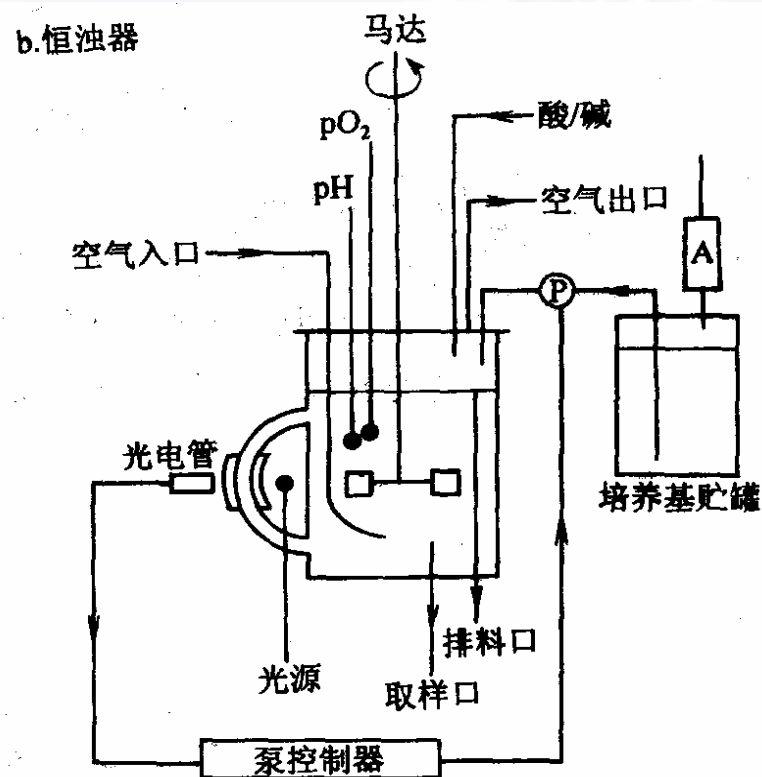 b.恒浊器
马达
pO₂
酸/碱
pH
空气出口
空气入口
A
P
光电管
培养基贮罐
排料口
光源
取样口
泵控制器